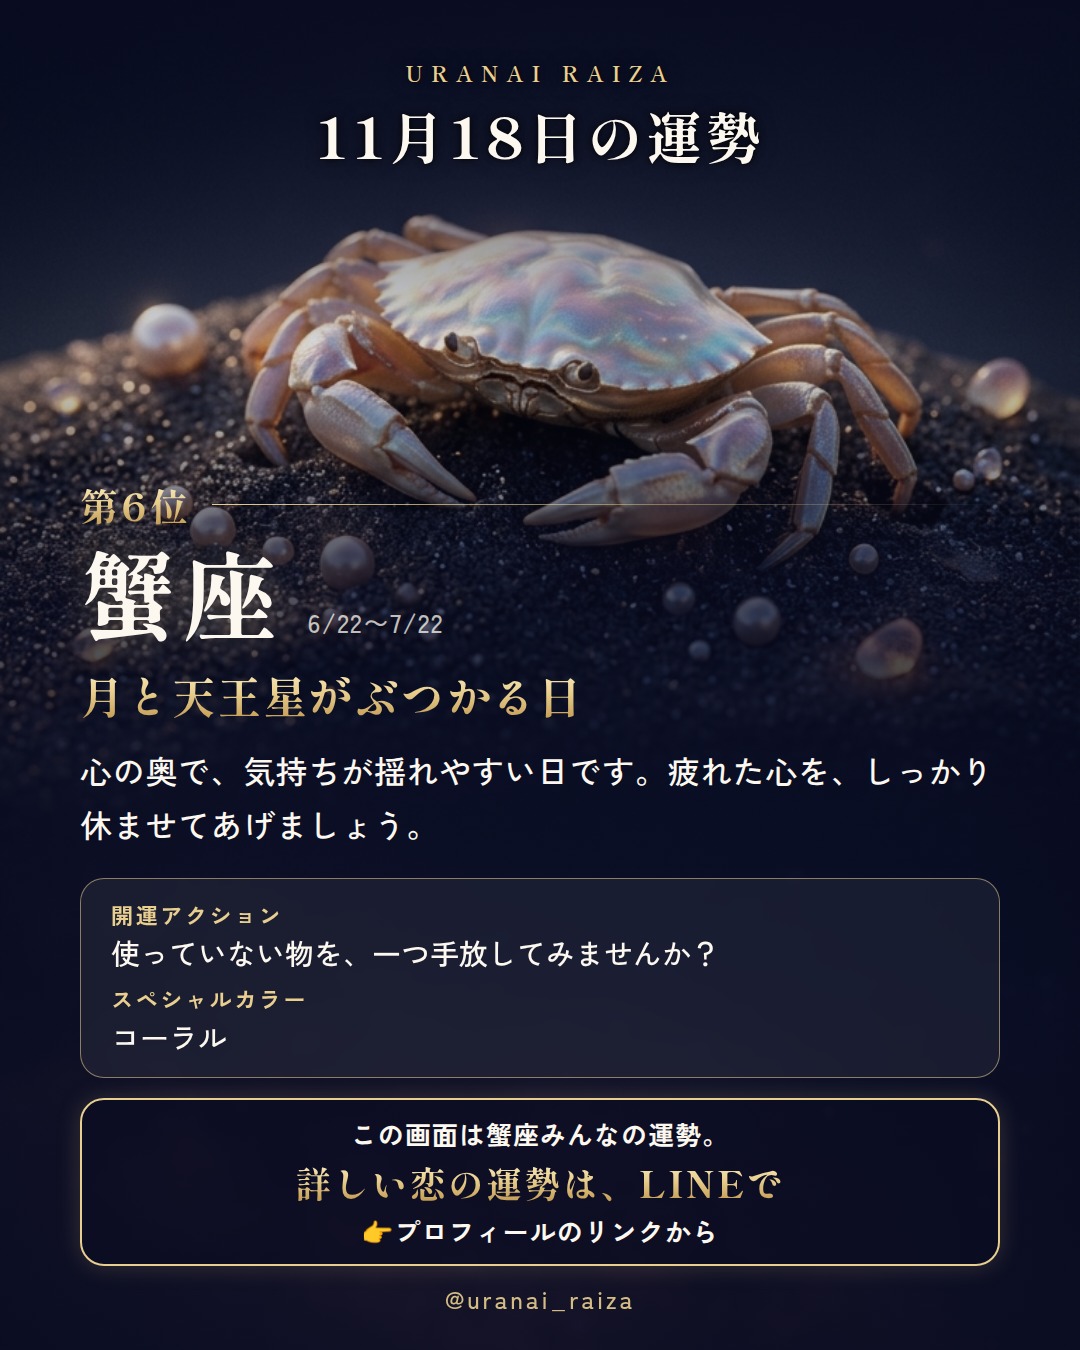 URANAI RAIZA
11月18日の運勢
第6位
蟹座 6/22〜7/22
月と天王星がぶつかる日
心の奥で、気持ちが揺れやすい日です。疲れた心を、しっかり
休ませてあげましょう。
開運アクション
使っていない物を、一つ手放してみませんか？
スペシャルカラー
コーラル
この画面は蟹座みんなの運勢。
詳しい恋の運勢は、LINEで
👉プロフィールのリンクから
@uranai_raiza